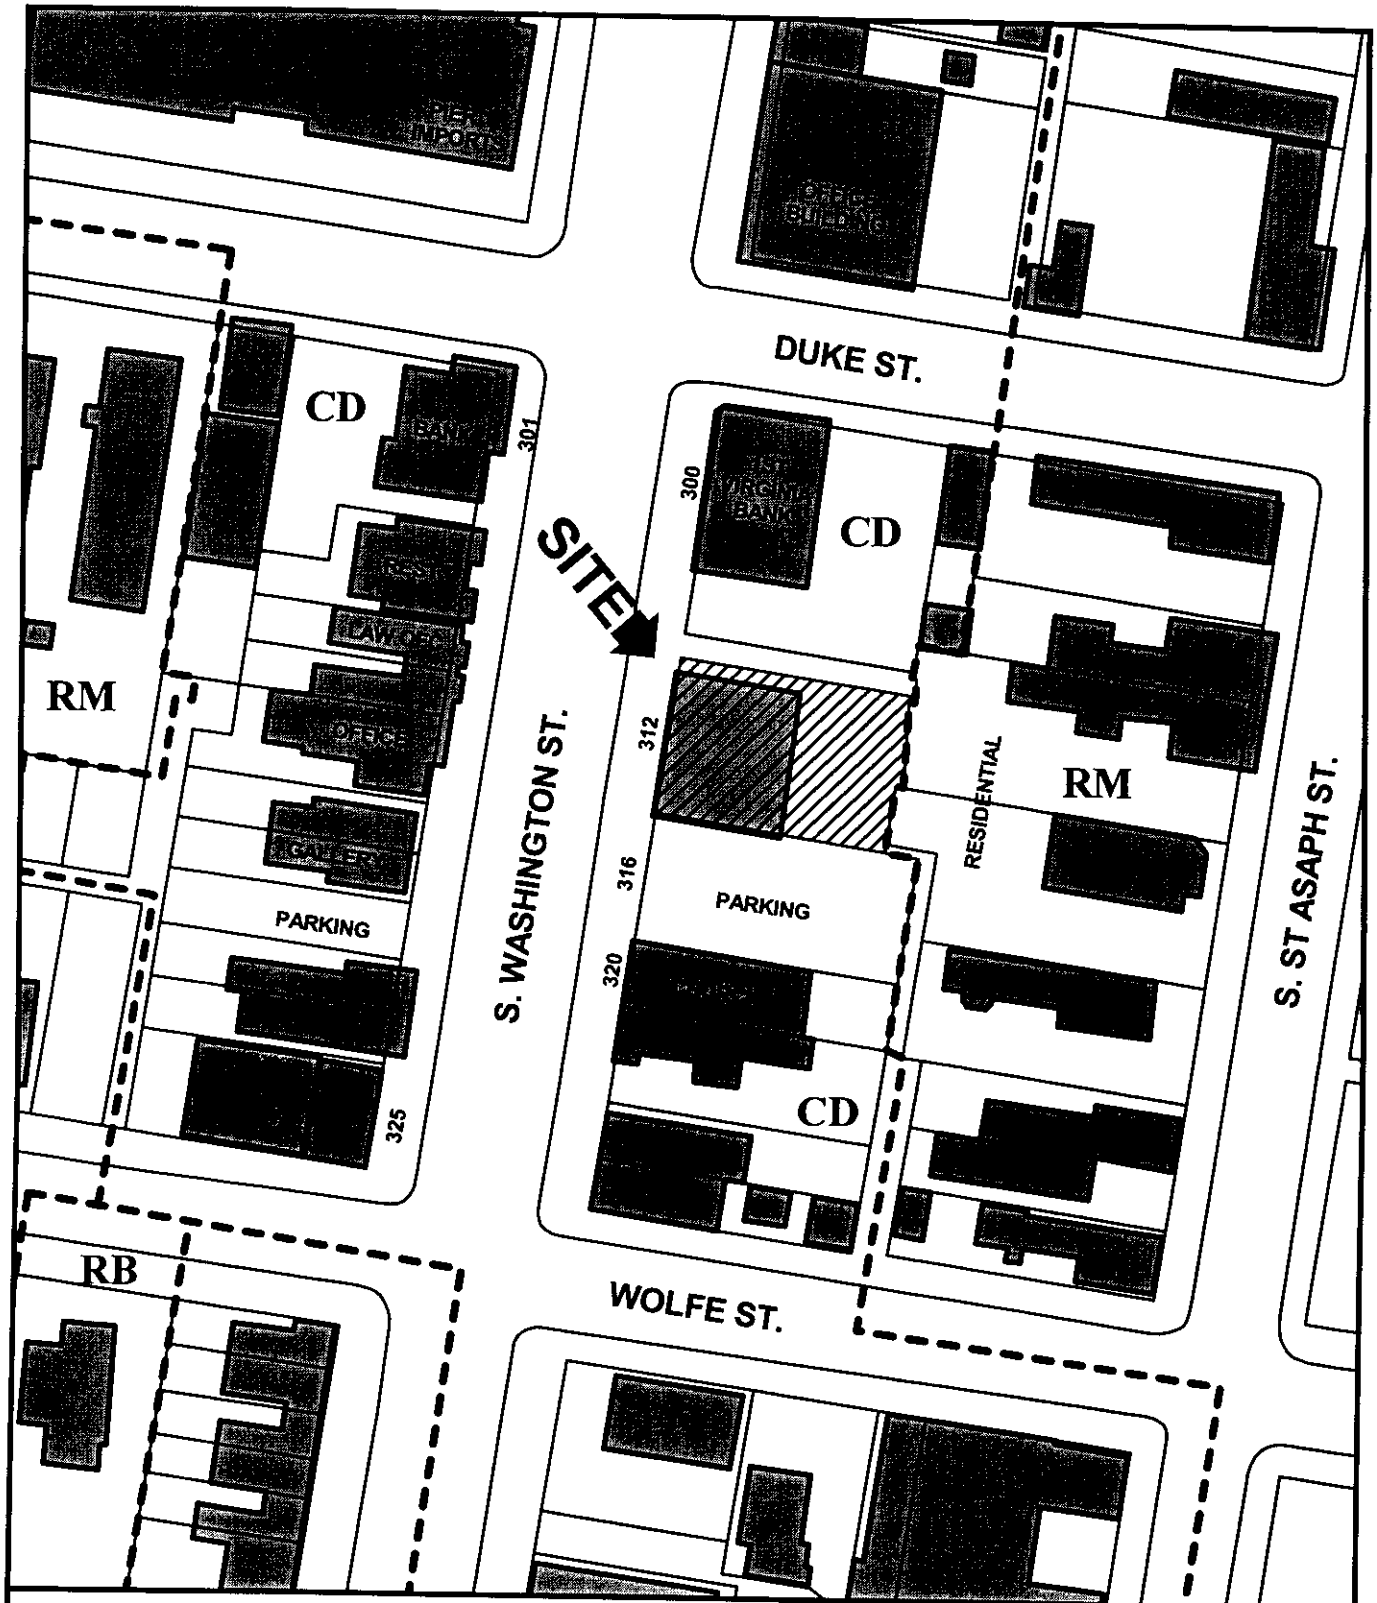 PIER
IMPORTS
OFFICE
BUILDING
DUKE ST.
CD
BANK
301
300
1ST
VIRGINIA
BANK
CD
SITE
REST
LAW OFF
RM
OFFICE
312
S. WASHINGTON ST.
RESIDENTIAL
RM
S. ST ASAPH ST.
GALLERY
316
PARKING
PARKING
320
CD
325
RB
WOLFE ST.